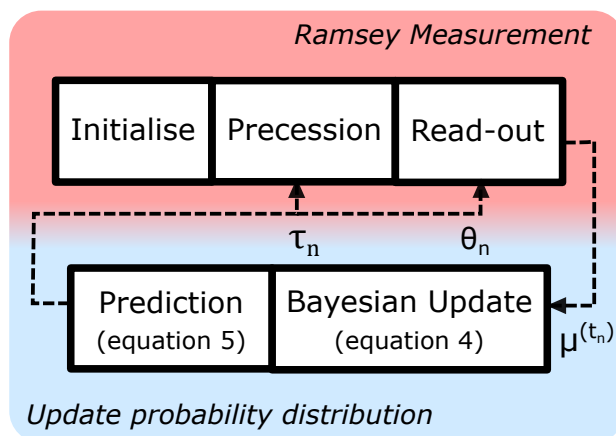 Ramsey Measurement
Initialise Precession Read-out
τₙ θₙ
Prediction Bayesian Update
(equation 5) (equation 4)
μ^(tₙ)
Update probability distribution